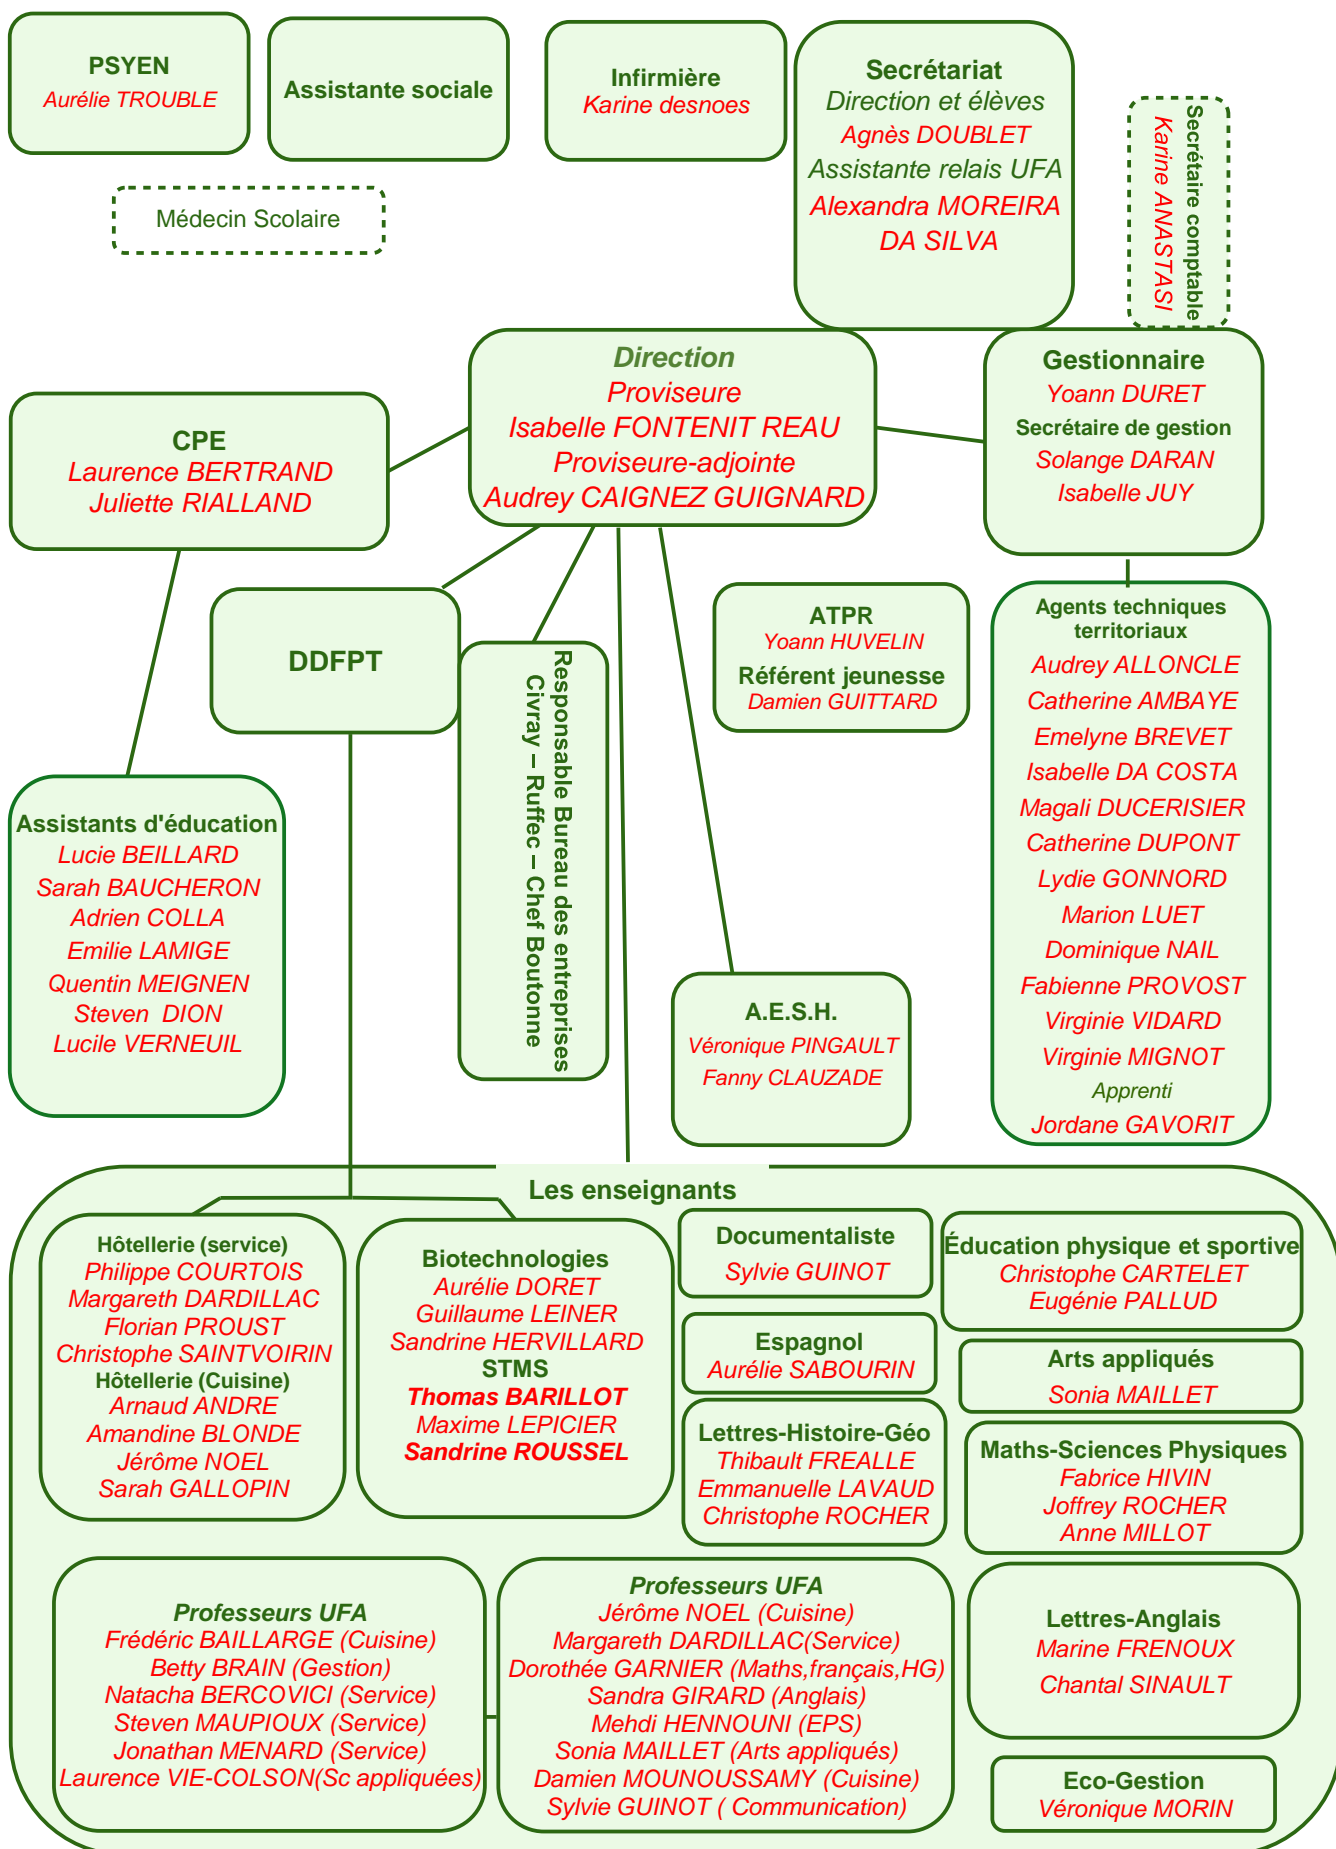 PSYEN
Aurélie TROUBLE
Assistante sociale
Infirmière
Karine desnoes
Secrétariat
Direction et élèves
Agnès DOUBLET
Assistante relais UFA
Alexandra MOREIRA
DA SILVA
Secrétaire comptable
Karine ANASTASI
Médecin Scolaire
Direction
Proviseure
Isabelle FONTENIT REAU
Proviseure-adjointe
Audrey CAIGNEZ GUIGNARD
Gestionnaire
Yoann DURET
Secrétaire de gestion
Solange DARAN
Isabelle JUY
CPE
Laurence BERTRAND
Juliette RIALLAND
DDFPT
Responsable Bureau des entreprises
Civray – Ruffec – Chef Boutonne
ATPR
Yoann HUVELIN
Référent jeunesse
Damien GUITTARD
Agents techniques
territoriaux
Audrey ALLONCLE
Catherine AMBAYE
Emelyne BREVET
Isabelle DA COSTA
Magali DUCERISIER
Catherine DUPONT
Lydie GONNORD
Marion LUET
Dominique NAIL
Fabienne PROVOST
Virginie VIDARD
Virginie MIGNOT
Apprenti
Jordane GAVORIT
Assistants d'éducation
Lucie BEILLARD
Sarah BAUCHERON
Adrien COLLA
Emilie LAMIGE
Quentin MEIGNEN
Steven  DION
Lucile VERNEUIL
A.E.S.H.
Véronique PINGAULT
Fanny CLAUZADE
Les enseignants
Hôtellerie (service)
Philippe COURTOIS
Margareth DARDILLAC
Florian PROUST
Christophe SAINTVOIRIN
Hôtellerie (Cuisine)
Arnaud ANDRE
Amandine BLONDE
Jérôme NOEL
Sarah GALLOPIN
Biotechnologies
Aurélie DORET
Guillaume LEINER
Sandrine HERVILLARD
STMS
Thomas BARILLOT
Maxime LEPICIER
Sandrine ROUSSEL
Documentaliste
Sylvie GUINOT
Espagnol
Aurélie SABOURIN
Lettres-Histoire-Géo
Thibault FREALLE
Emmanuelle LAVAUD
Christophe ROCHER
Éducation physique et sportive
Christophe CARTELET
Eugénie PALLUD
Arts appliqués
Sonia MAILLET
Maths-Sciences Physiques
Fabrice HIVIN
Joffrey ROCHER
Anne MILLOT
Professeurs UFA
Frédéric BAILLARGE (Cuisine)
Betty BRAIN (Gestion)
Natacha BERCOVICI (Service)
Steven MAUPIOUX (Service)
Jonathan MENARD (Service)
Laurence VIE-COLSON(Sc appliquées)
Professeurs UFA
Jérôme NOEL (Cuisine)
Margareth DARDILLAC(Service)
Dorothée GARNIER (Maths,français,HG)
Sandra GIRARD (Anglais)
Mehdi HENNOUNI (EPS)
Sonia MAILLET (Arts appliqués)
Damien MOUNOUSSAMY (Cuisine)
Sylvie GUINOT ( Communication)
Lettres-Anglais
Marine FRENOUX
Chantal SINAULT
Eco-Gestion
Véronique MORIN